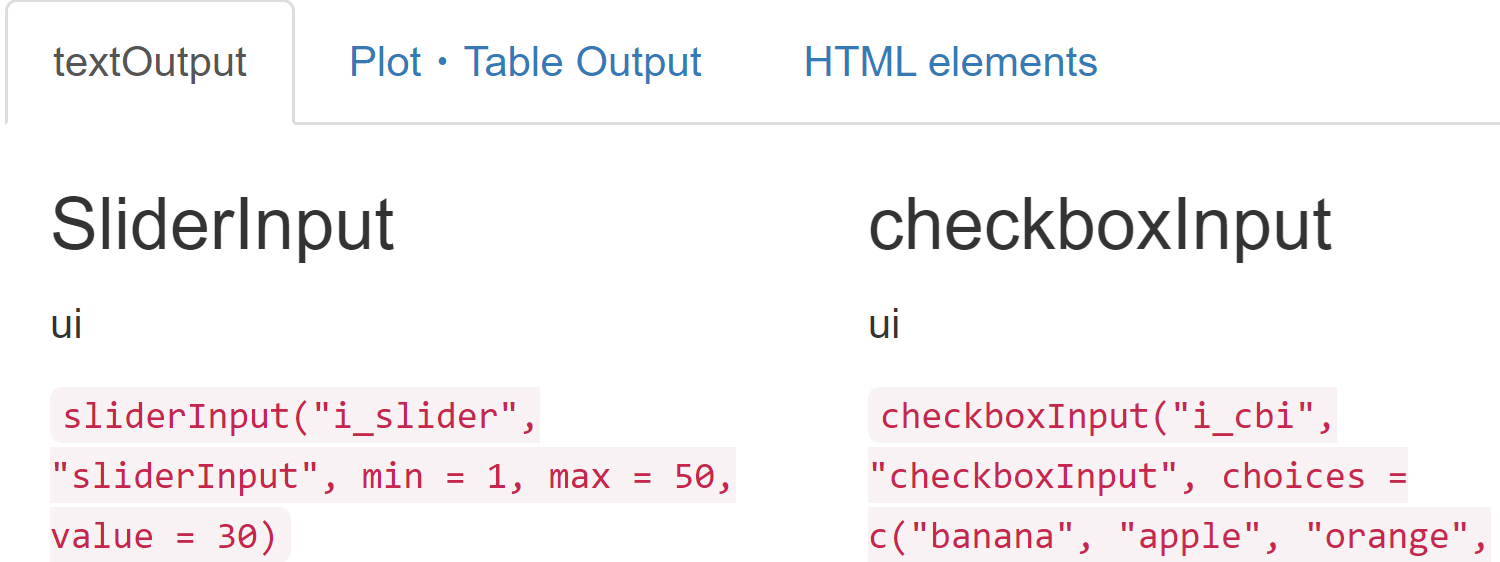 textOutput
Plot・Table Output
HTML elements
SliderInput
ui
sliderInput("i_slider",
"sliderInput", min = 1, max = 50,
value = 30)
checkboxInput
ui
checkboxInput("i_cbi",
"checkboxInput", choices =
c("banana", "apple", "orange",